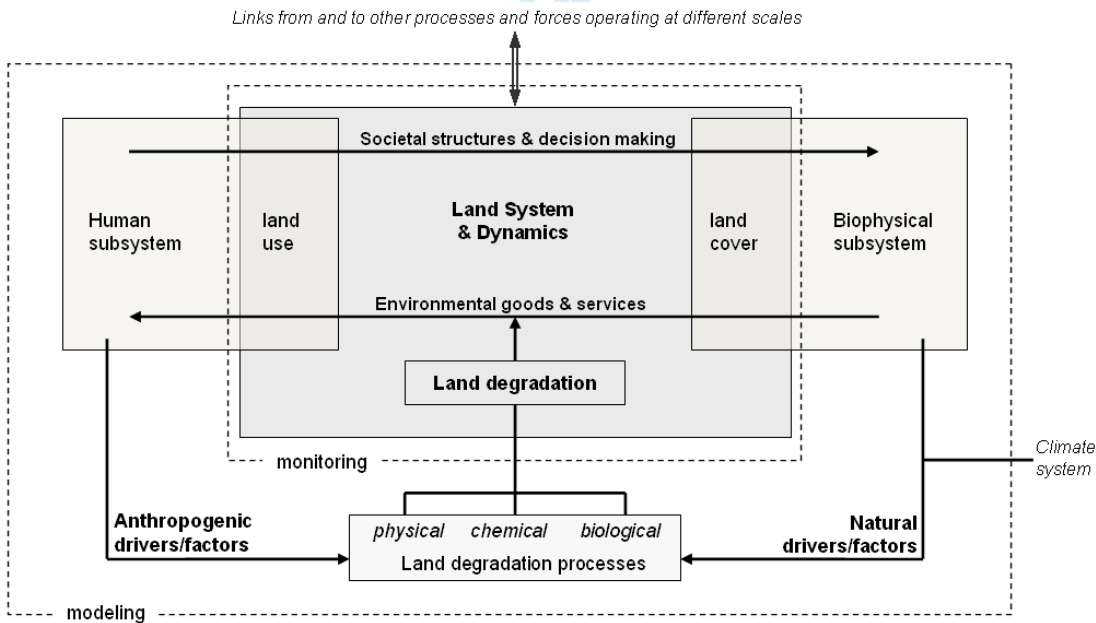 Links from and to other processes and forces operating at different scales
Societal structures & decision making
Human
subsystem
land
use
Land System
& Dynamics
land
cover
Biophysical
subsystem
Environmental goods & services
Land degradation
monitoring
Climate
system
Anthropogenic
drivers/factors
physical chemical biological
Land degradation processes
Natural
drivers/factors
modeling